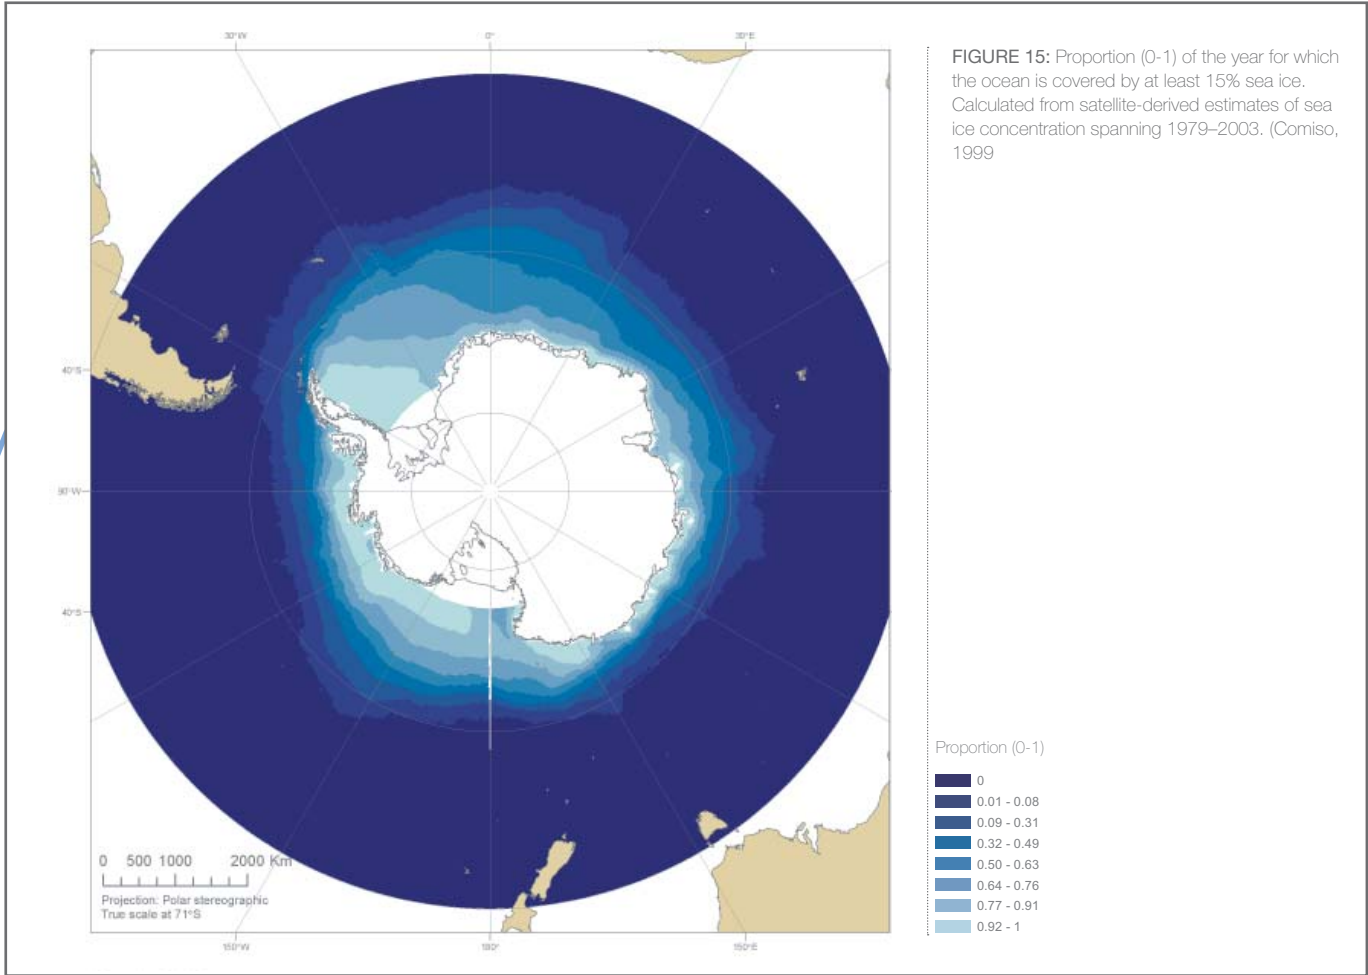 30°W
0°
30°E
FIGURE 15: Proportion (0-1) of the year for which
the ocean is covered by at least 15% sea ice.
Calculated from satellite-derived estimates of sea
ice concentration spanning 1979–2003. (Comiso,
1999
40°S
90°W
40°S
Proportion (0-1)
0
0.01 - 0.08
0.09 - 0.31
0.32 - 0.49
0.50 - 0.63
0.64 - 0.76
0.77 - 0.91
0.92 - 1
0 500 1000 2000 Km
Projection: Polar stereographic
True scale at 71°S
150°W
180°
150°E